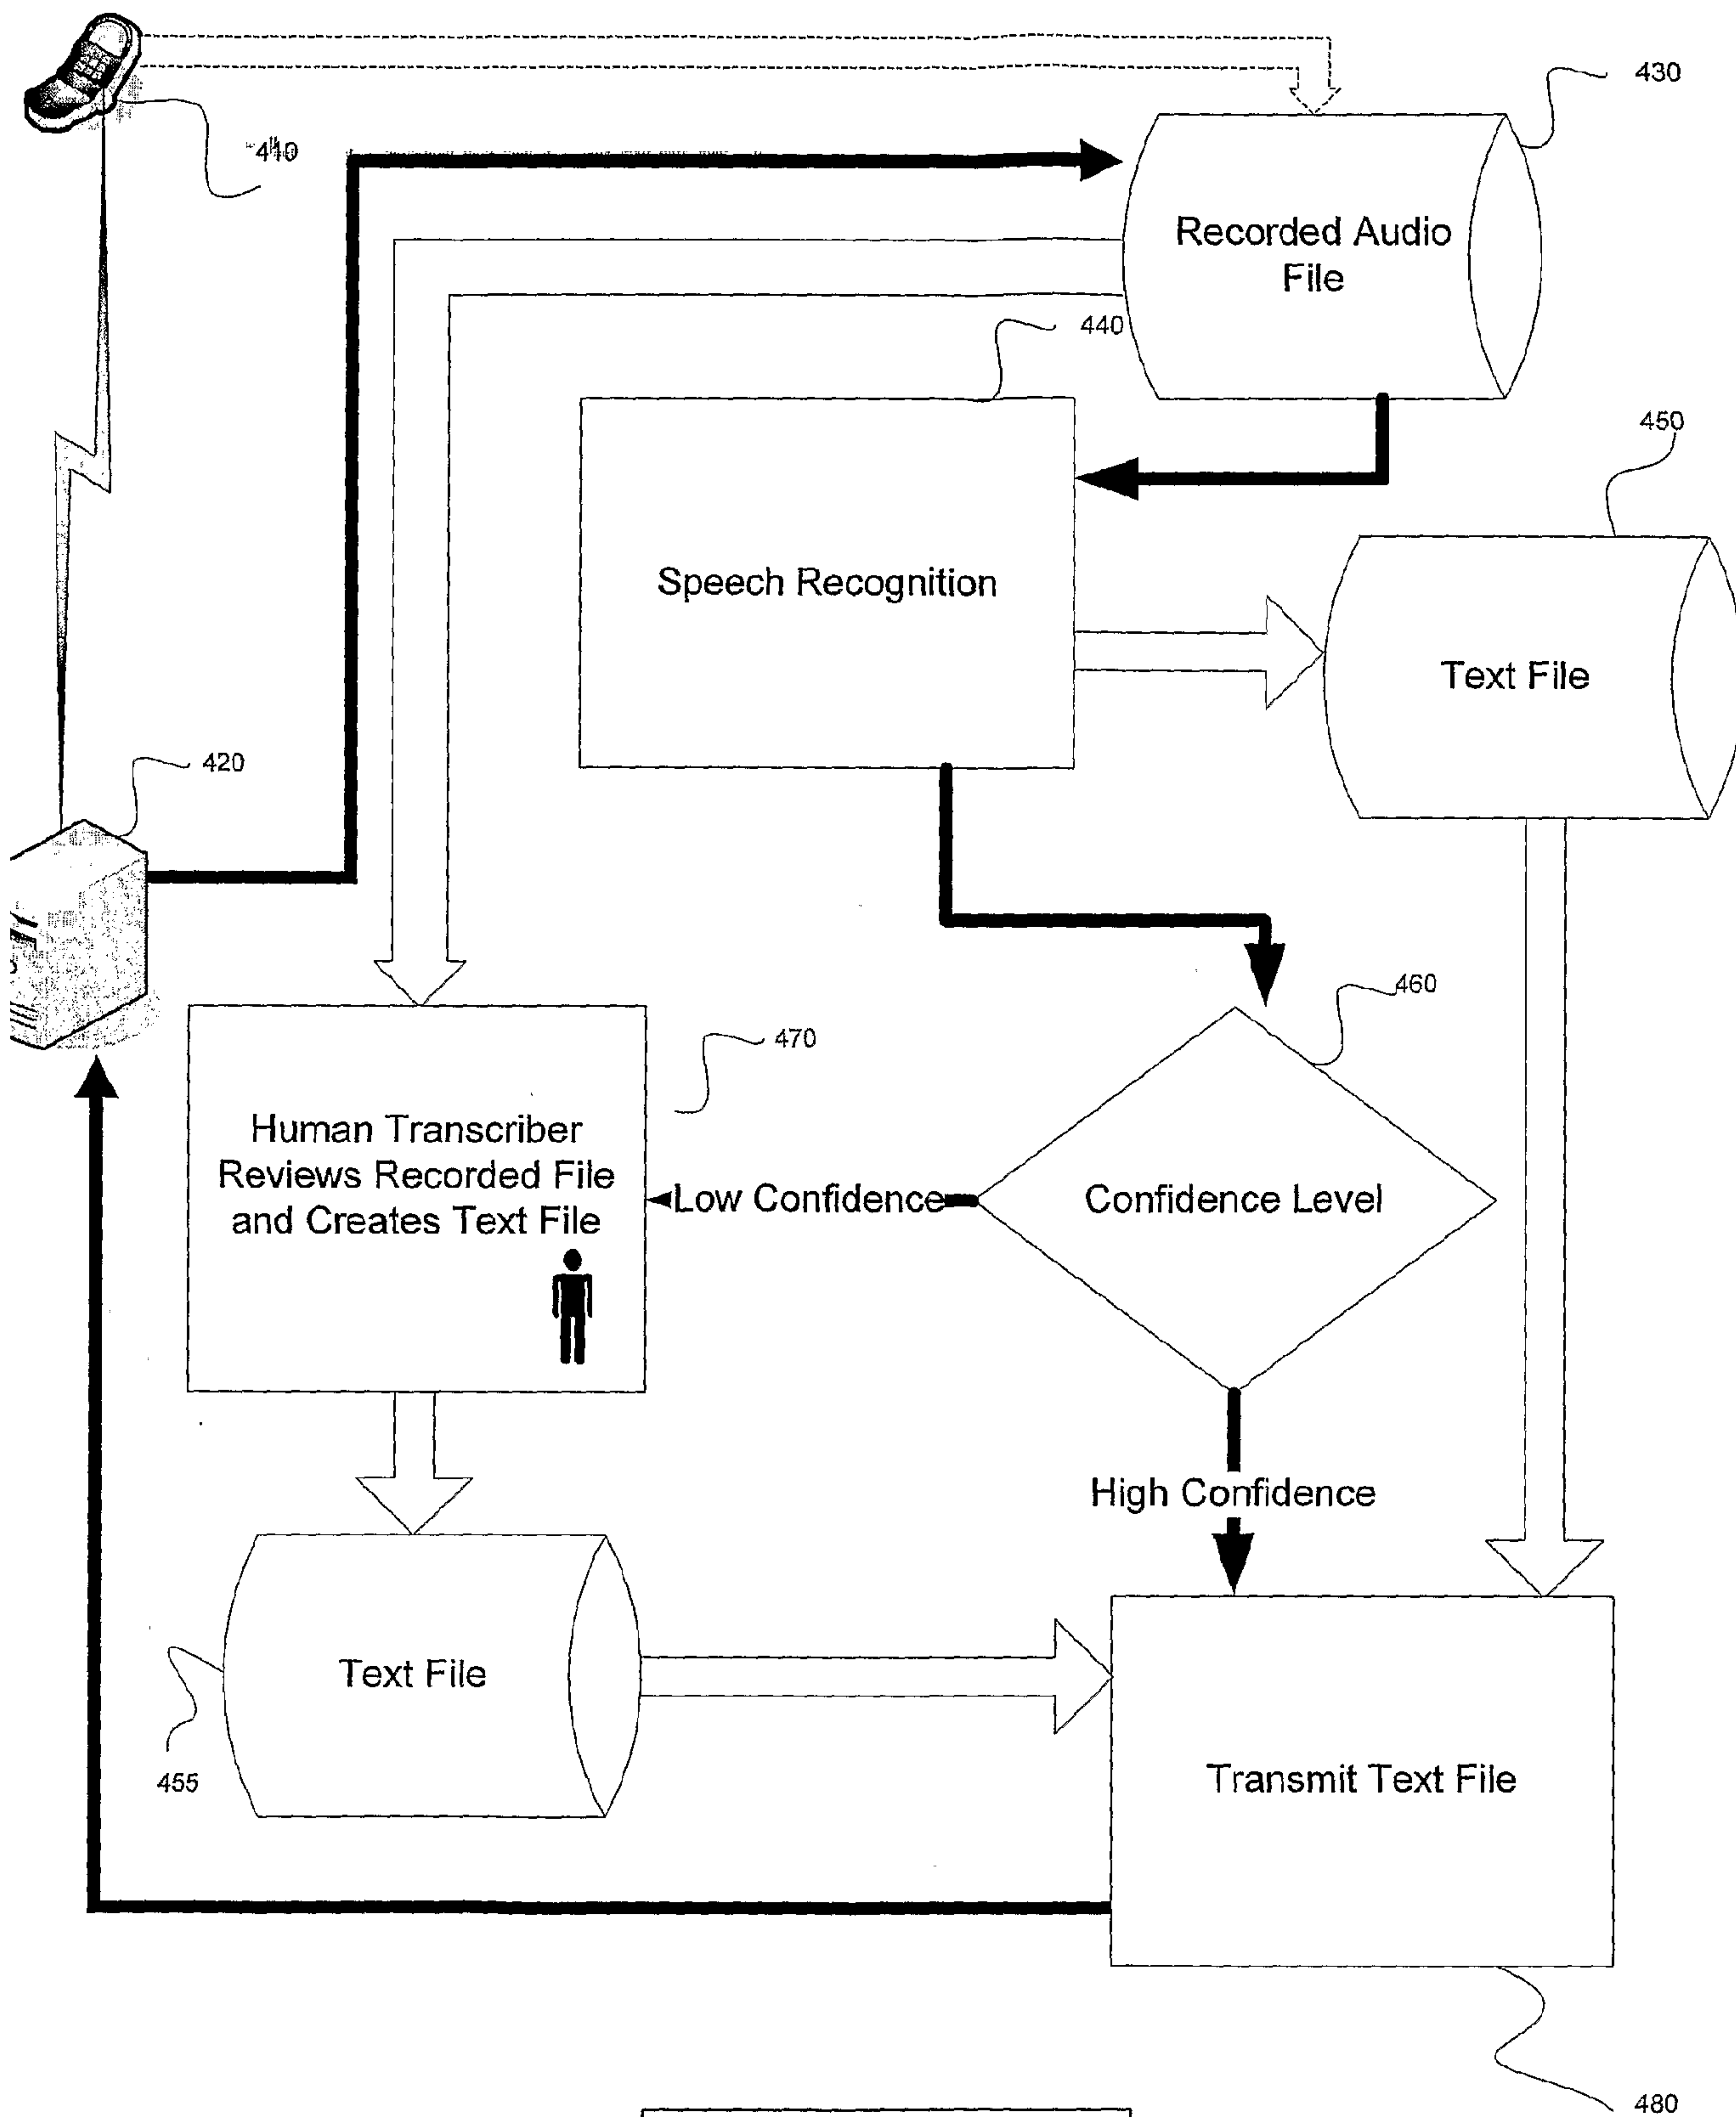 430
410
Recorded Audio
File
440
450
Speech Recognition
Text File
420
460
470
Human Transcriber
Reviews Recorded File
and Creates Text File
Low Confidence
Confidence Level
High Confidence
Text File
455
Transmit Text File
480